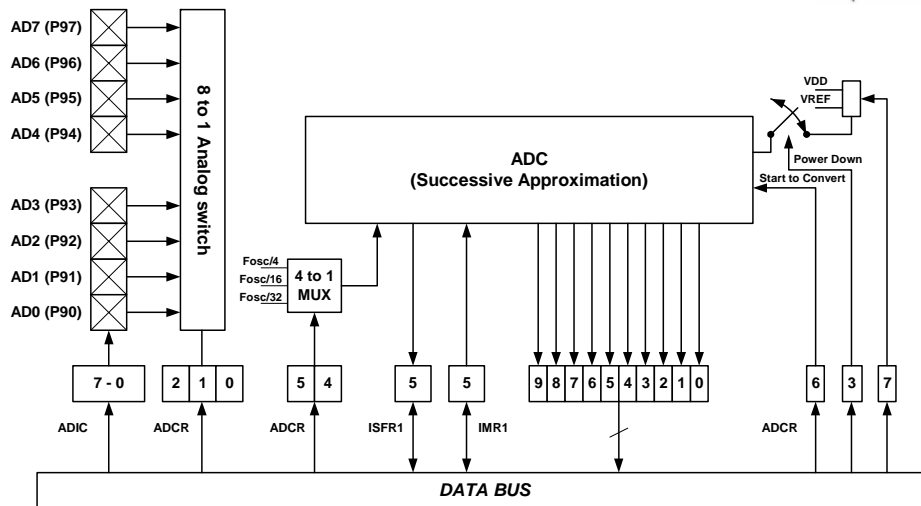 AD7 (P97)
AD6 (P96)
AD5 (P95)
AD4 (P94)
AD3 (P93)
AD2 (P92)
AD1 (P91)
AD0 (P90)
8 to 1 Analog switch
ADC
(Successive Approximation)
VDD
VREF
Power Down
Start to Convert
Fosc/4
Fosc/16
Fosc/32
4 to 1
MUX
7 - 0
2 1 0
5 4
5
5
9 8 7 6 5 4 3 2 1 0
6
3
7
ADIC
ADCR
ADCR
ISFR1
IMR1
ADCR
DATA BUS